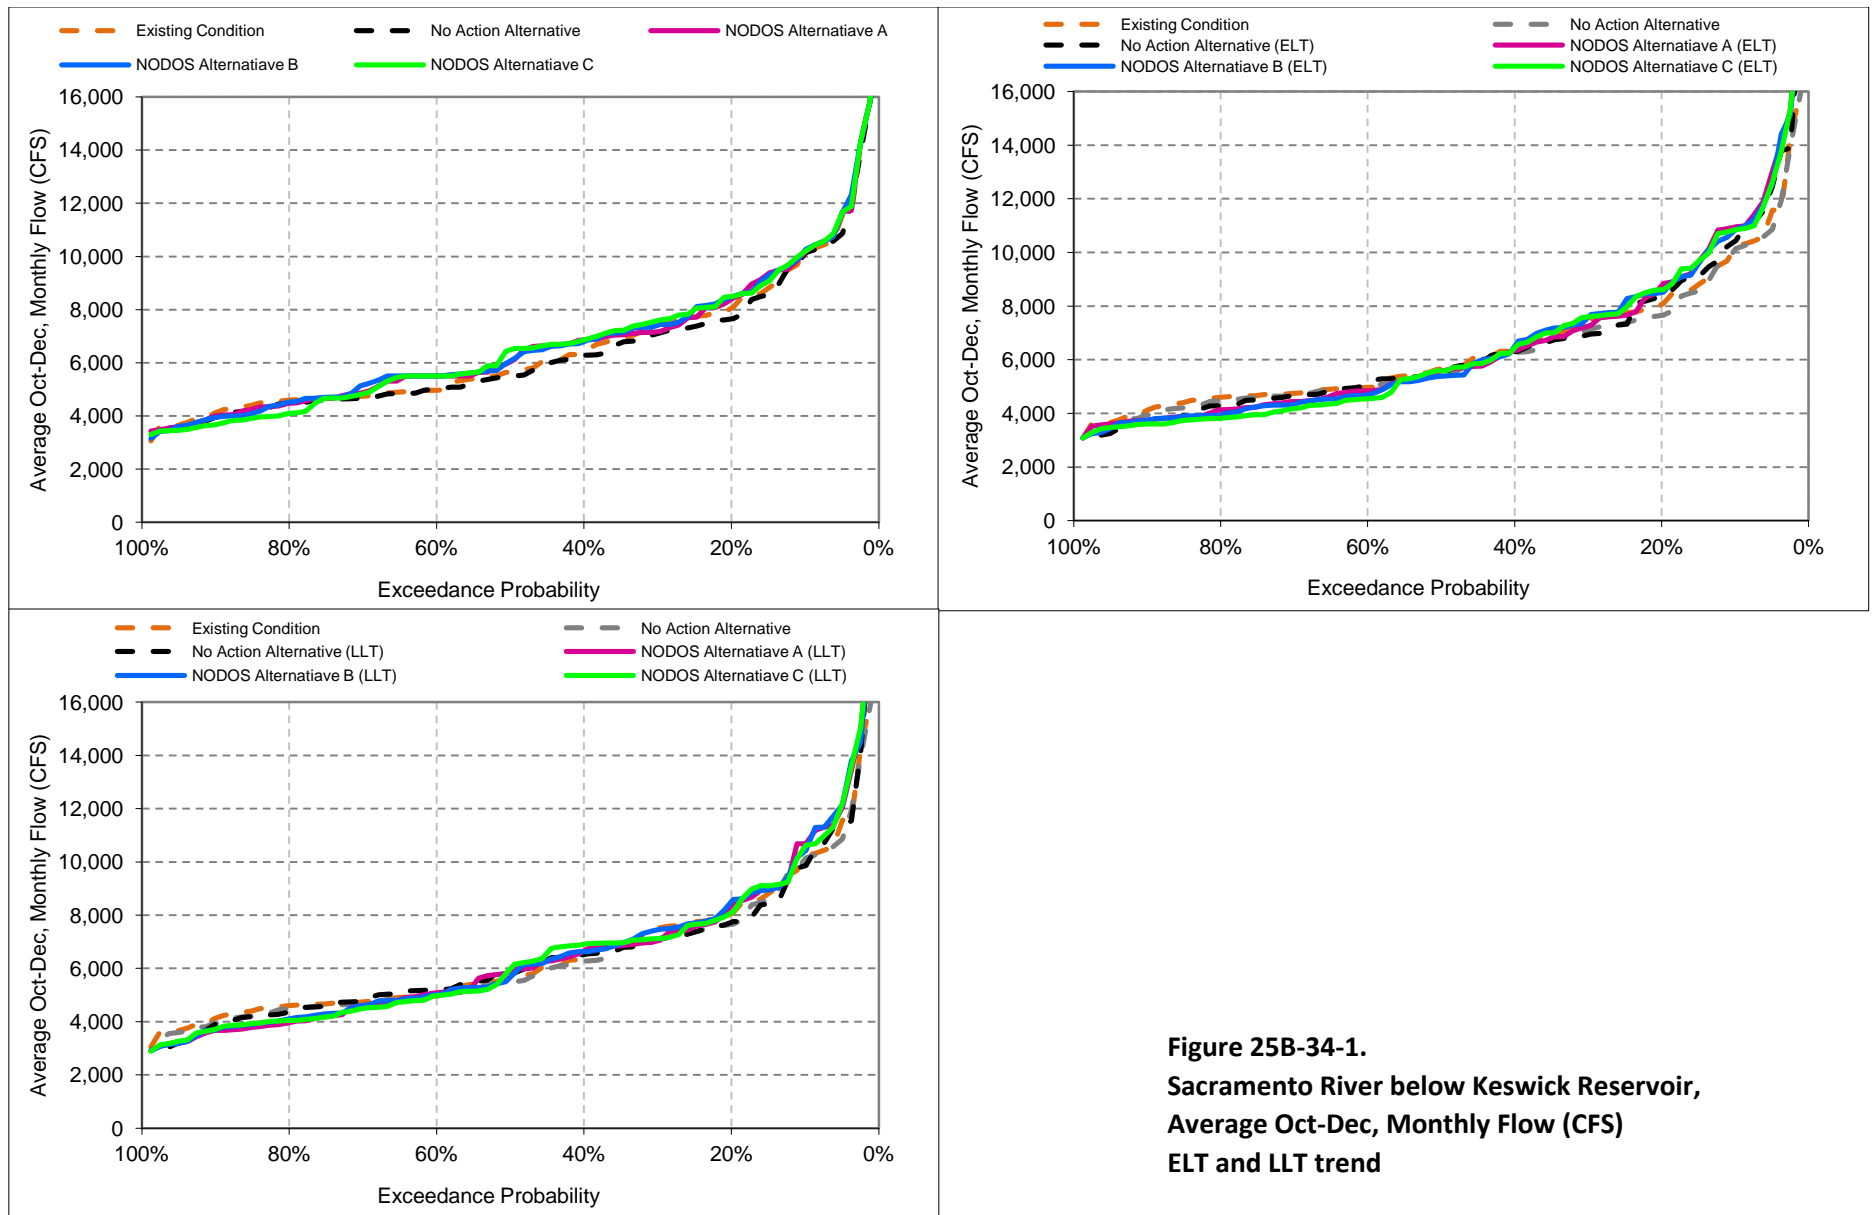 Existing Condition No Action Alternative NODOS Alternatiave A
NODOS Alternatiave B NODOS Alternatiave C
Average Oct-Dec, Monthly Flow (CFS)
16,000
14,000
12,000
10,000
8,000
6,000
4,000
2,000
0
100% 80% 60% 40% 20% 0%
Exceedance Probability
Existing Condition No Action Alternative
No Action Alternative (ELT) NODOS Alternatiave A (ELT)
NODOS Alternatiave B (ELT) NODOS Alternatiave C (ELT)
Average Oct-Dec, Monthly Flow (CFS)
16,000
14,000
12,000
10,000
8,000
6,000
4,000
2,000
0
100% 80% 60% 40% 20% 0%
Exceedance Probability
Existing Condition No Action Alternative
No Action Alternative (LLT) NODOS Alternatiave A (LLT)
NODOS Alternatiave B (LLT) NODOS Alternatiave C (LLT)
Average Oct-Dec, Monthly Flow (CFS)
16,000
14,000
12,000
10,000
8,000
6,000
4,000
2,000
0
100% 80% 60% 40% 20% 0%
Exceedance Probability
Figure 25B-34-1.
Sacramento River below Keswick Reservoir,
Average Oct-Dec, Monthly Flow (CFS)
ELT and LLT trend